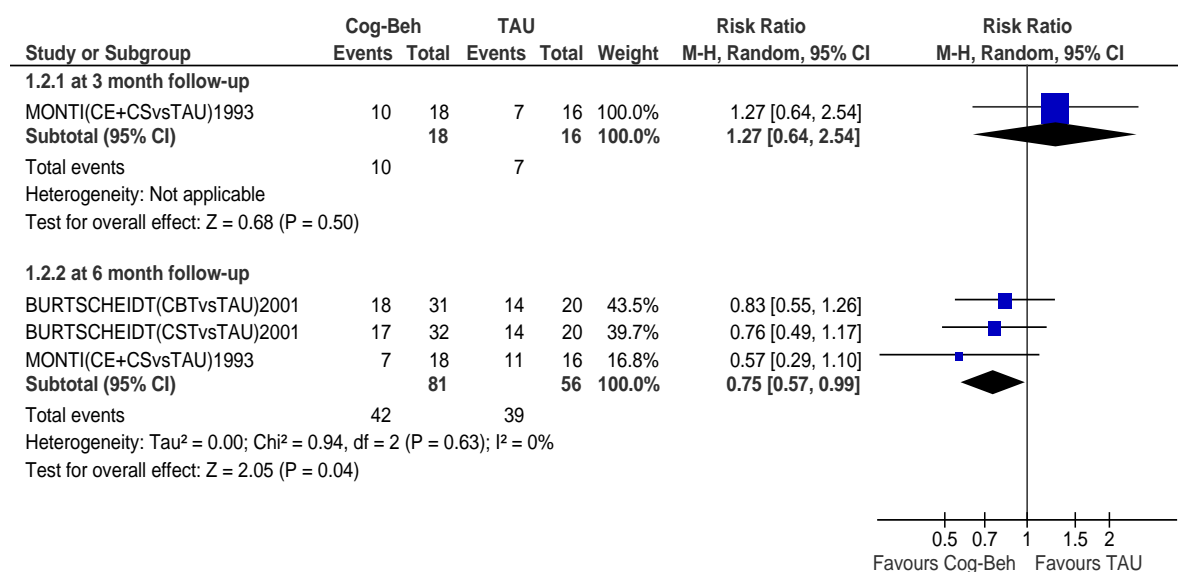 Cog-Beh TAU Risk Ratio Risk Ratio
Study or Subgroup Events Total Events Total Weight M-H, Random, 95% CI M-H, Random, 95% CI
1.2.1 at 3 month follow-up
MONTI(CE+CSvsTAU)1993 10 18 7 16 100.0% 1.27 [0.64, 2.54]
Subtotal (95% CI) 18 16 100.0% 1.27 [0.64, 2.54]
Total events 10 7
Heterogeneity: Not applicable
Test for overall effect: Z = 0.68 (P = 0.50)
1.2.2 at 6 month follow-up
BURTSCHEIDT(CBTvsTAU)2001 18 31 14 20 43.5% 0.83 [0.55, 1.26]
BURTSCHEIDT(CSTvsTAU)2001 17 32 14 20 39.7% 0.76 [0.49, 1.17]
MONTI(CE+CSvsTAU)1993 7 18 11 16 16.8% 0.57 [0.29, 1.10]
Subtotal (95% CI) 81 56 100.0% 0.75 [0.57, 0.99]
Total events 42 39
Heterogeneity: Tau² = 0.00; Chi² = 0.94, df = 2 (P = 0.63); I² = 0%
Test for overall effect: Z = 2.05 (P = 0.04)
0.5 0.7 1 1.5 2
Favours Cog-Beh Favours TAU